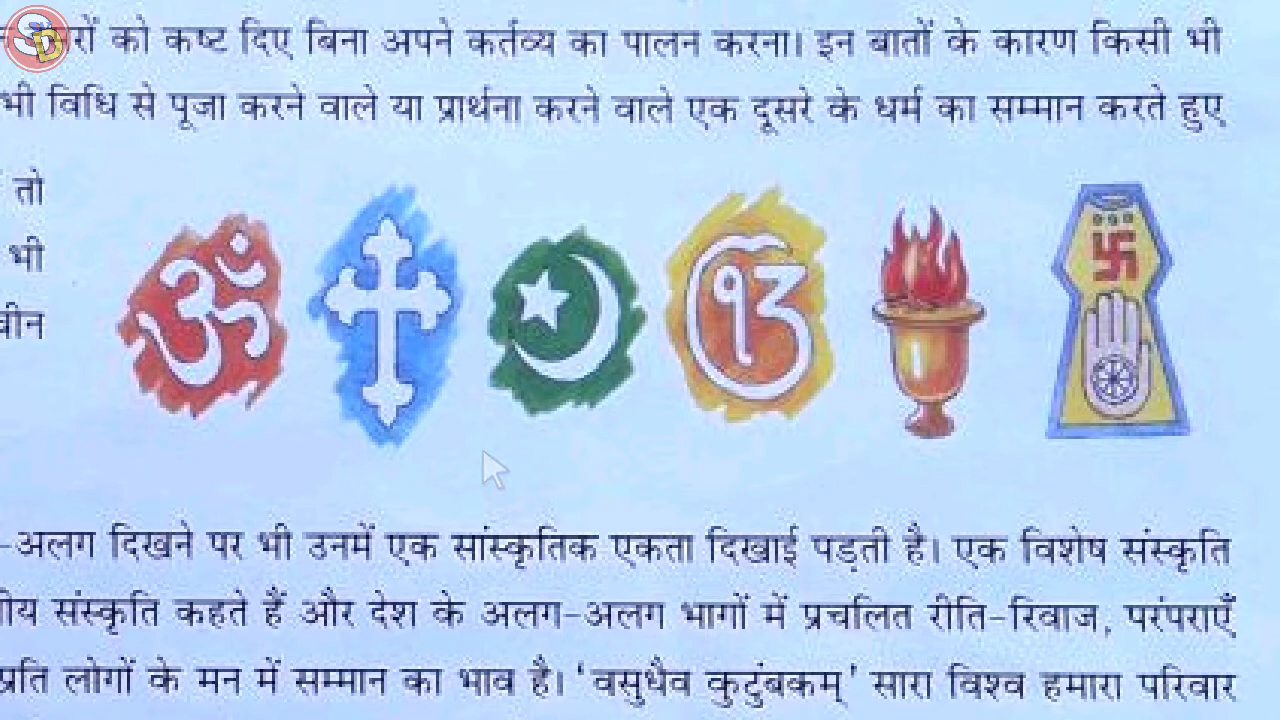 SD
रों को कष्ट दिए बिना अपने कर्तव्य का पालन करना। इन बातों के कारण किसी भी
भी विधि से पूजा करने वाले या प्रार्थना करने वाले एक दूसरे के धर्म का सम्मान करते हुए
तो
भी
वीन
ॐ
ੴ
-अलग दिखने पर भी उनमें एक सांस्कृतिक एकता दिखाई पड़ती है। एक विशेष संस्कृति
ीय संस्कृति कहते हैं और देश के अलग-अलग भागों में प्रचलित रीति-रिवाज, परंपराएँ
प्रति लोगों के मन में सम्मान का भाव है। 'वसुधैव कुटुंबकम्' सारा विश्व हमारा परिवार